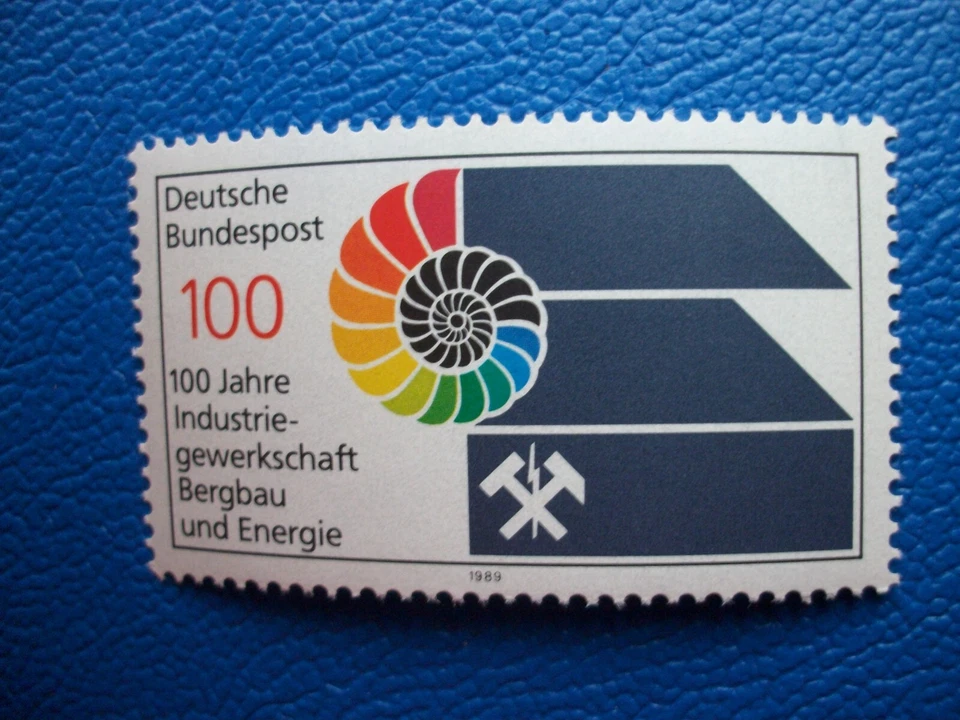 Deutsche
Bundespost
100
100 Jahre
Industrie-
gewerkschaft
Bergbau
und Energie
1989